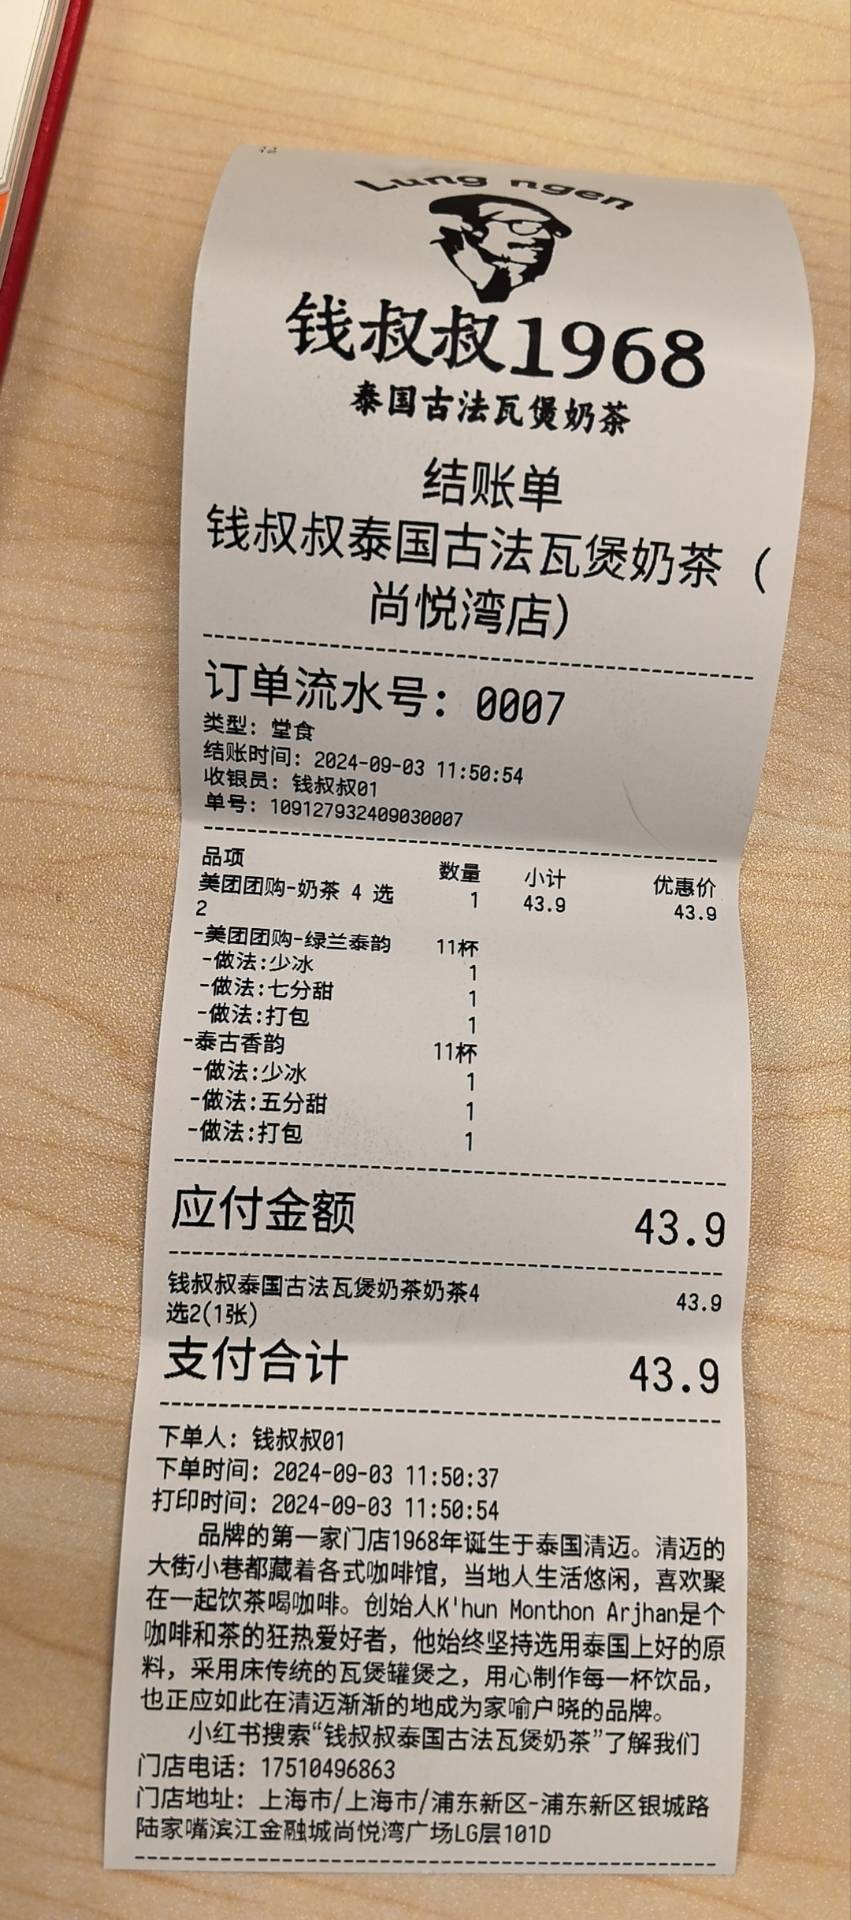 Lung ngen
钱叔叔1968
泰国古法瓦煲奶茶
结账单
钱叔叔泰国古法瓦煲奶茶（
尚悦湾店）
订单流水号：0007
类型：堂食
结账时间：2024-09-03 11:50:54
收银员：钱叔叔01
单号：109127932409030007
品项 数量 小计 优惠价
美团团购-奶茶 4 选 1 43.9 43.9
2
-美团团购-绿兰泰韵 11杯
-做法:少冰 1
-做法:七分甜 1
-做法:打包 1
-泰古香韵 11杯
-做法:少冰 1
-做法:五分甜 1
-做法:打包 1
应付金额 43.9
钱叔叔泰国古法瓦煲奶茶奶茶4 43.9
选2(1张)
支付合计 43.9
下单人：钱叔叔01
下单时间：2024-09-03 11:50:37
打印时间：2024-09-03 11:50:54
品牌的第一家门店1968年诞生于泰国清迈。清迈的
大街小巷都藏着各式咖啡馆，当地人生活悠闲，喜欢聚
在一起饮茶喝咖啡。创始人K'hun Monthon Arjhan是个
咖啡和茶的狂热爱好者，他始终坚持选用泰国上好的原
料，采用床传统的瓦煲罐煲之，用心制作每一杯饮品，
也正应如此在清迈渐渐的地成为家喻户晓的品牌。
小红书搜索“钱叔叔泰国古法瓦煲奶茶”了解我们
门店电话：17510496863
门店地址：上海市/上海市/浦东新区-浦东新区银城路
陆家嘴滨江金融城尚悦湾广场LG层101D